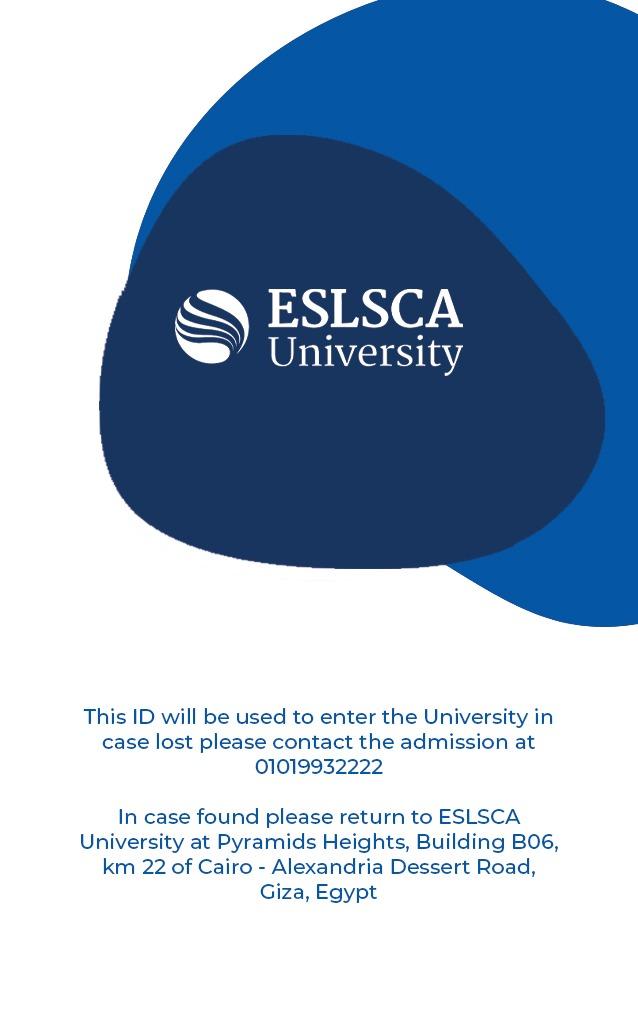 ESLSCA
University
This ID will be used to enter the University in
case lost please contact the admission at
01019932222
In case found please return to ESLSCA
University at Pyramids Heights, Building B06,
km 22 of Cairo - Alexandria Dessert Road,
Giza, Egypt